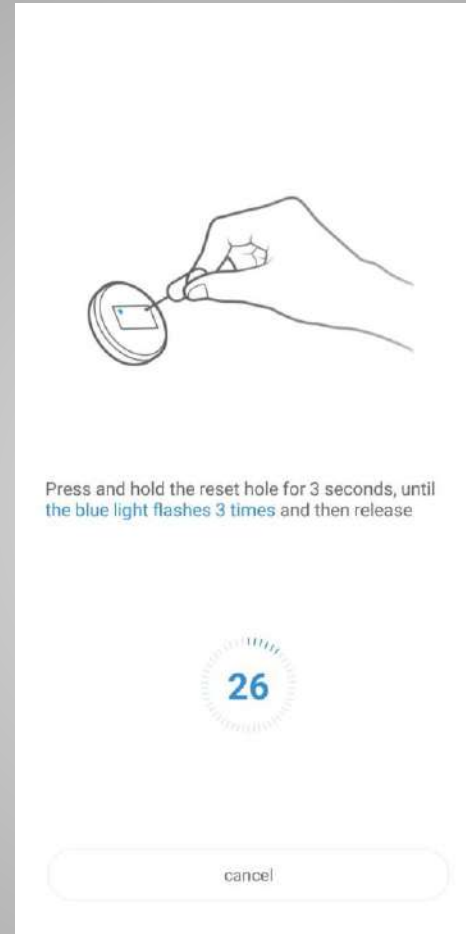 Press and hold the reset hole for 3 seconds, until
the blue light flashes 3 times and then release
26
cancel